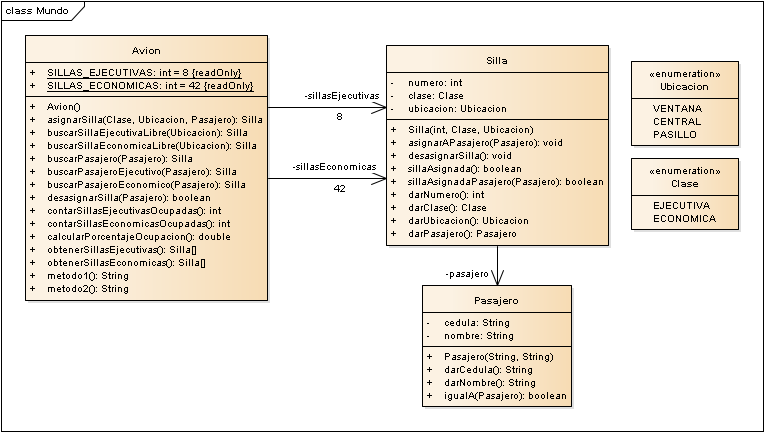 class Mundo
Avion
+ SILLAS_EJECUTIVAS: int = 8 {readOnly}
+ SILLAS_ECONOMICAS: int = 42 {readOnly}
+ Avion()
+ asignarSilla(Clase, Ubicacion, Pasajero): Silla
+ buscarSillaEjecutivaLibre(Ubicacion): Silla
+ buscarSillaEconomicaLibre(Ubicacion): Silla
+ buscarPasajero(Pasajero): Silla
+ buscarPasajeroEjecutivo(Pasajero): Silla
+ buscarPasajeroEconomico(Pasajero): Silla
+ desasignarSilla(Pasajero): boolean
+ contarSillasEjecutivasOcupadas(): int
+ contarSillasEconomicasOcupadas(): int
+ calcularPorcentajeOcupacion(): double
+ obtenerSillasEjecutivas(): Silla[]
+ obtenerSillasEconomicas(): Silla[]
+ metodo1(): String
+ metodo2(): String
-sillasEjecutivas
8
-sillasEconomicas
42
Silla
- numero: int
- clase: Clase
- ubicacion: Ubicacion
+ Silla(int, Clase, Ubicacion)
+ asignarAPasajero(Pasajero): void
+ desasignarSilla(): void
+ sillaAsignada(): boolean
+ sillaAsignadaPasajero(Pasajero): boolean
+ darNumero(): int
+ darClase(): Clase
+ darUbicacion(): Ubicacion
+ darPasajero(): Pasajero
-pasajero
Pasajero
- cedula: String
- nombre: String
+ Pasajero(String, String)
+ darCedula(): String
+ darNombre(): String
+ igualA(Pasajero): boolean
«enumeration»
Ubicacion
VENTANA
CENTRAL
PASILLO
«enumeration»
Clase
EJECUTIVA
ECONOMICA